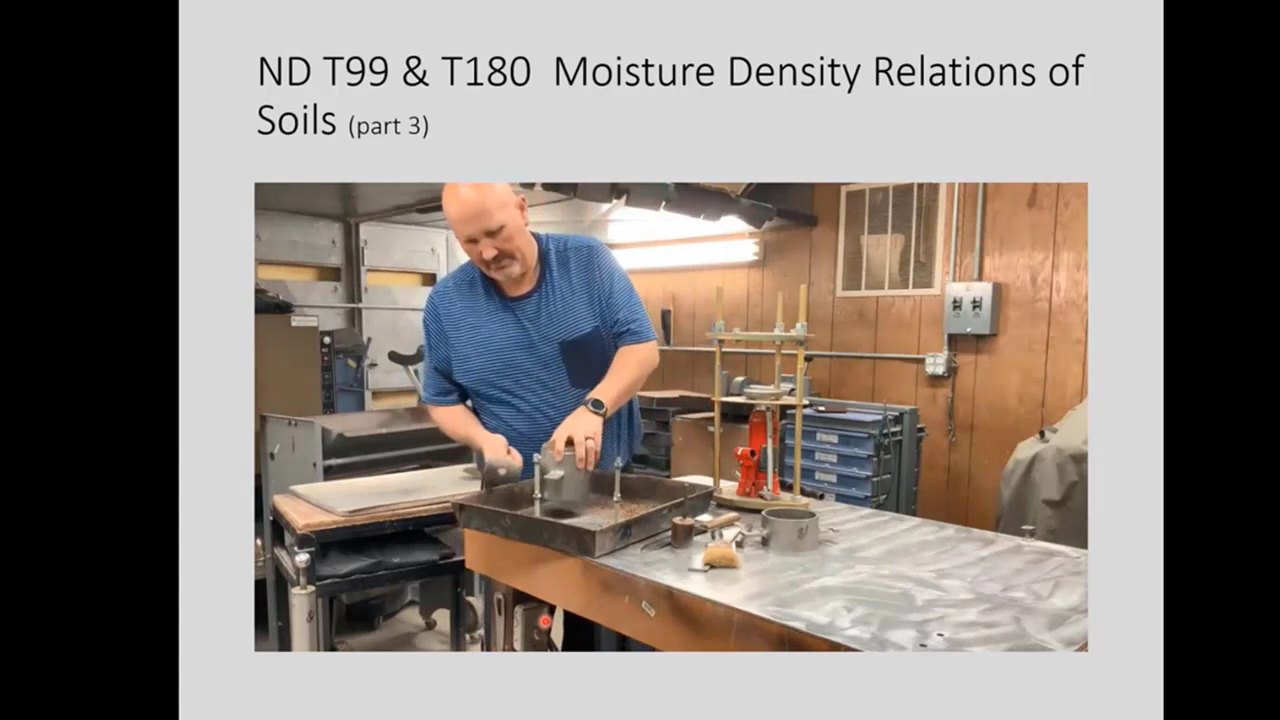 ND T99 & T180 Moisture Density Relations of
Soils (part 3)